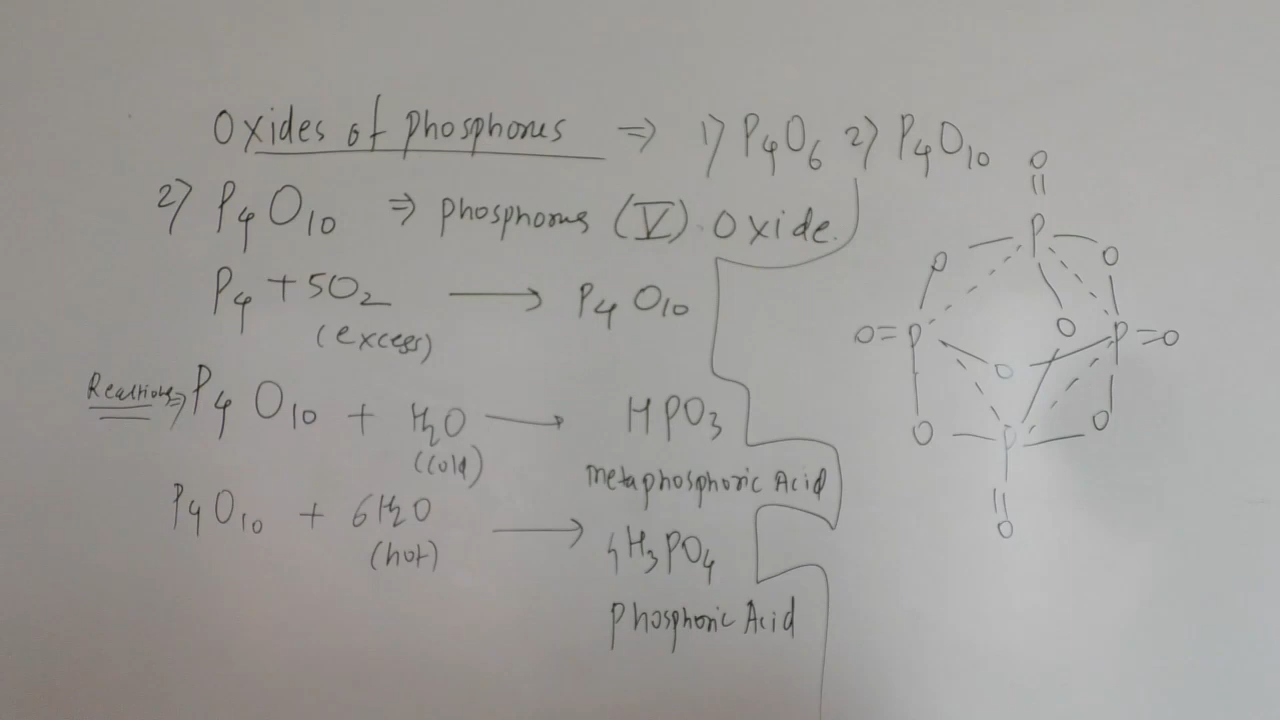 Oxides of phosphorus ⇒ 1) P₄O₆ 2) P₄O₁₀
2) P₄O₁₀ ⇒ phosphorus (V) Oxide.
P₄ + 5O₂ ⟶ P₄O₁₀
(excess)
Reactions ⇒ P₄O₁₀ + H₂O ⟶ HPO₃
(cold)
metaphosphoric Acid
P₄O₁₀ + 6H₂O ⟶ 4H₃PO₄
(hot)
Phosphoric Acid
O
P
O O
O=P O P=O
O
O P O
O